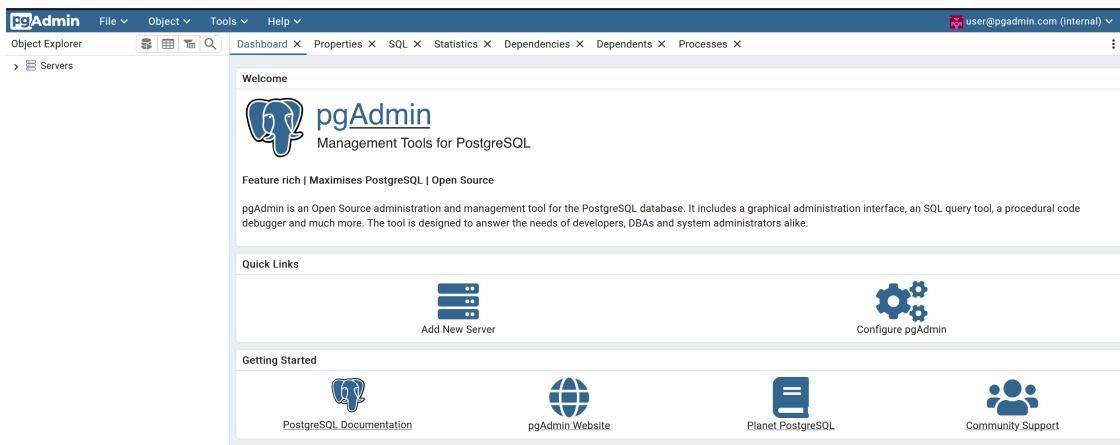 pgAdmin File Object Tools Help user@pgadmin.com (internal)
Object Explorer
Dashboard Properties SQL Statistics Dependencies Dependents Processes
Servers
Welcome
pgAdmin
Management Tools for PostgreSQL
Feature rich | Maximises PostgreSQL | Open Source
pgAdmin is an Open Source administration and management tool for the PostgreSQL database. It includes a graphical administration interface, an SQL query tool, a procedural code
debugger and much more. The tool is designed to answer the needs of developers, DBAs and system administrators alike.
Quick Links
Add New Server
Configure pgAdmin
Getting Started
PostgreSQL Documentation
pgAdmin Website
Planet PostgreSQL
Community Support